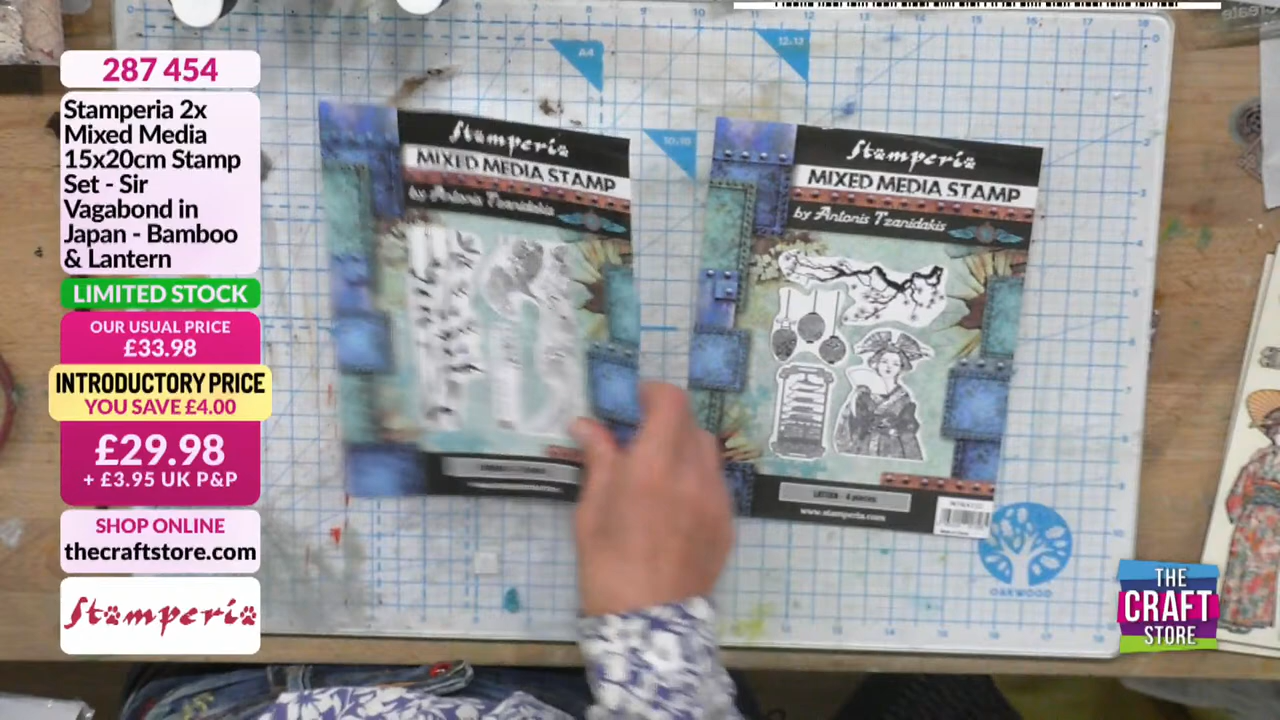 287 454
Stamperia 2x
Mixed Media
15x20cm Stamp
Set - Sir
Vagabond in
Japan - Bamboo
& Lantern
LIMITED STOCK
OUR USUAL PRICE
£33.98
INTRODUCTORY PRICE
YOU SAVE £4.00
£29.98
+ £3.95 UK P&P
SHOP ONLINE
thecraftstore.com
Stamperia
Stamperia
MIXED MEDIA STAMP
by Antonis Tzanidakis
Stamperia
MIXED MEDIA STAMP
by Antonis Tzanidakis
www.stamperia.com
A4
12x12
OAKWOOD
THE
CRAFT
STORE